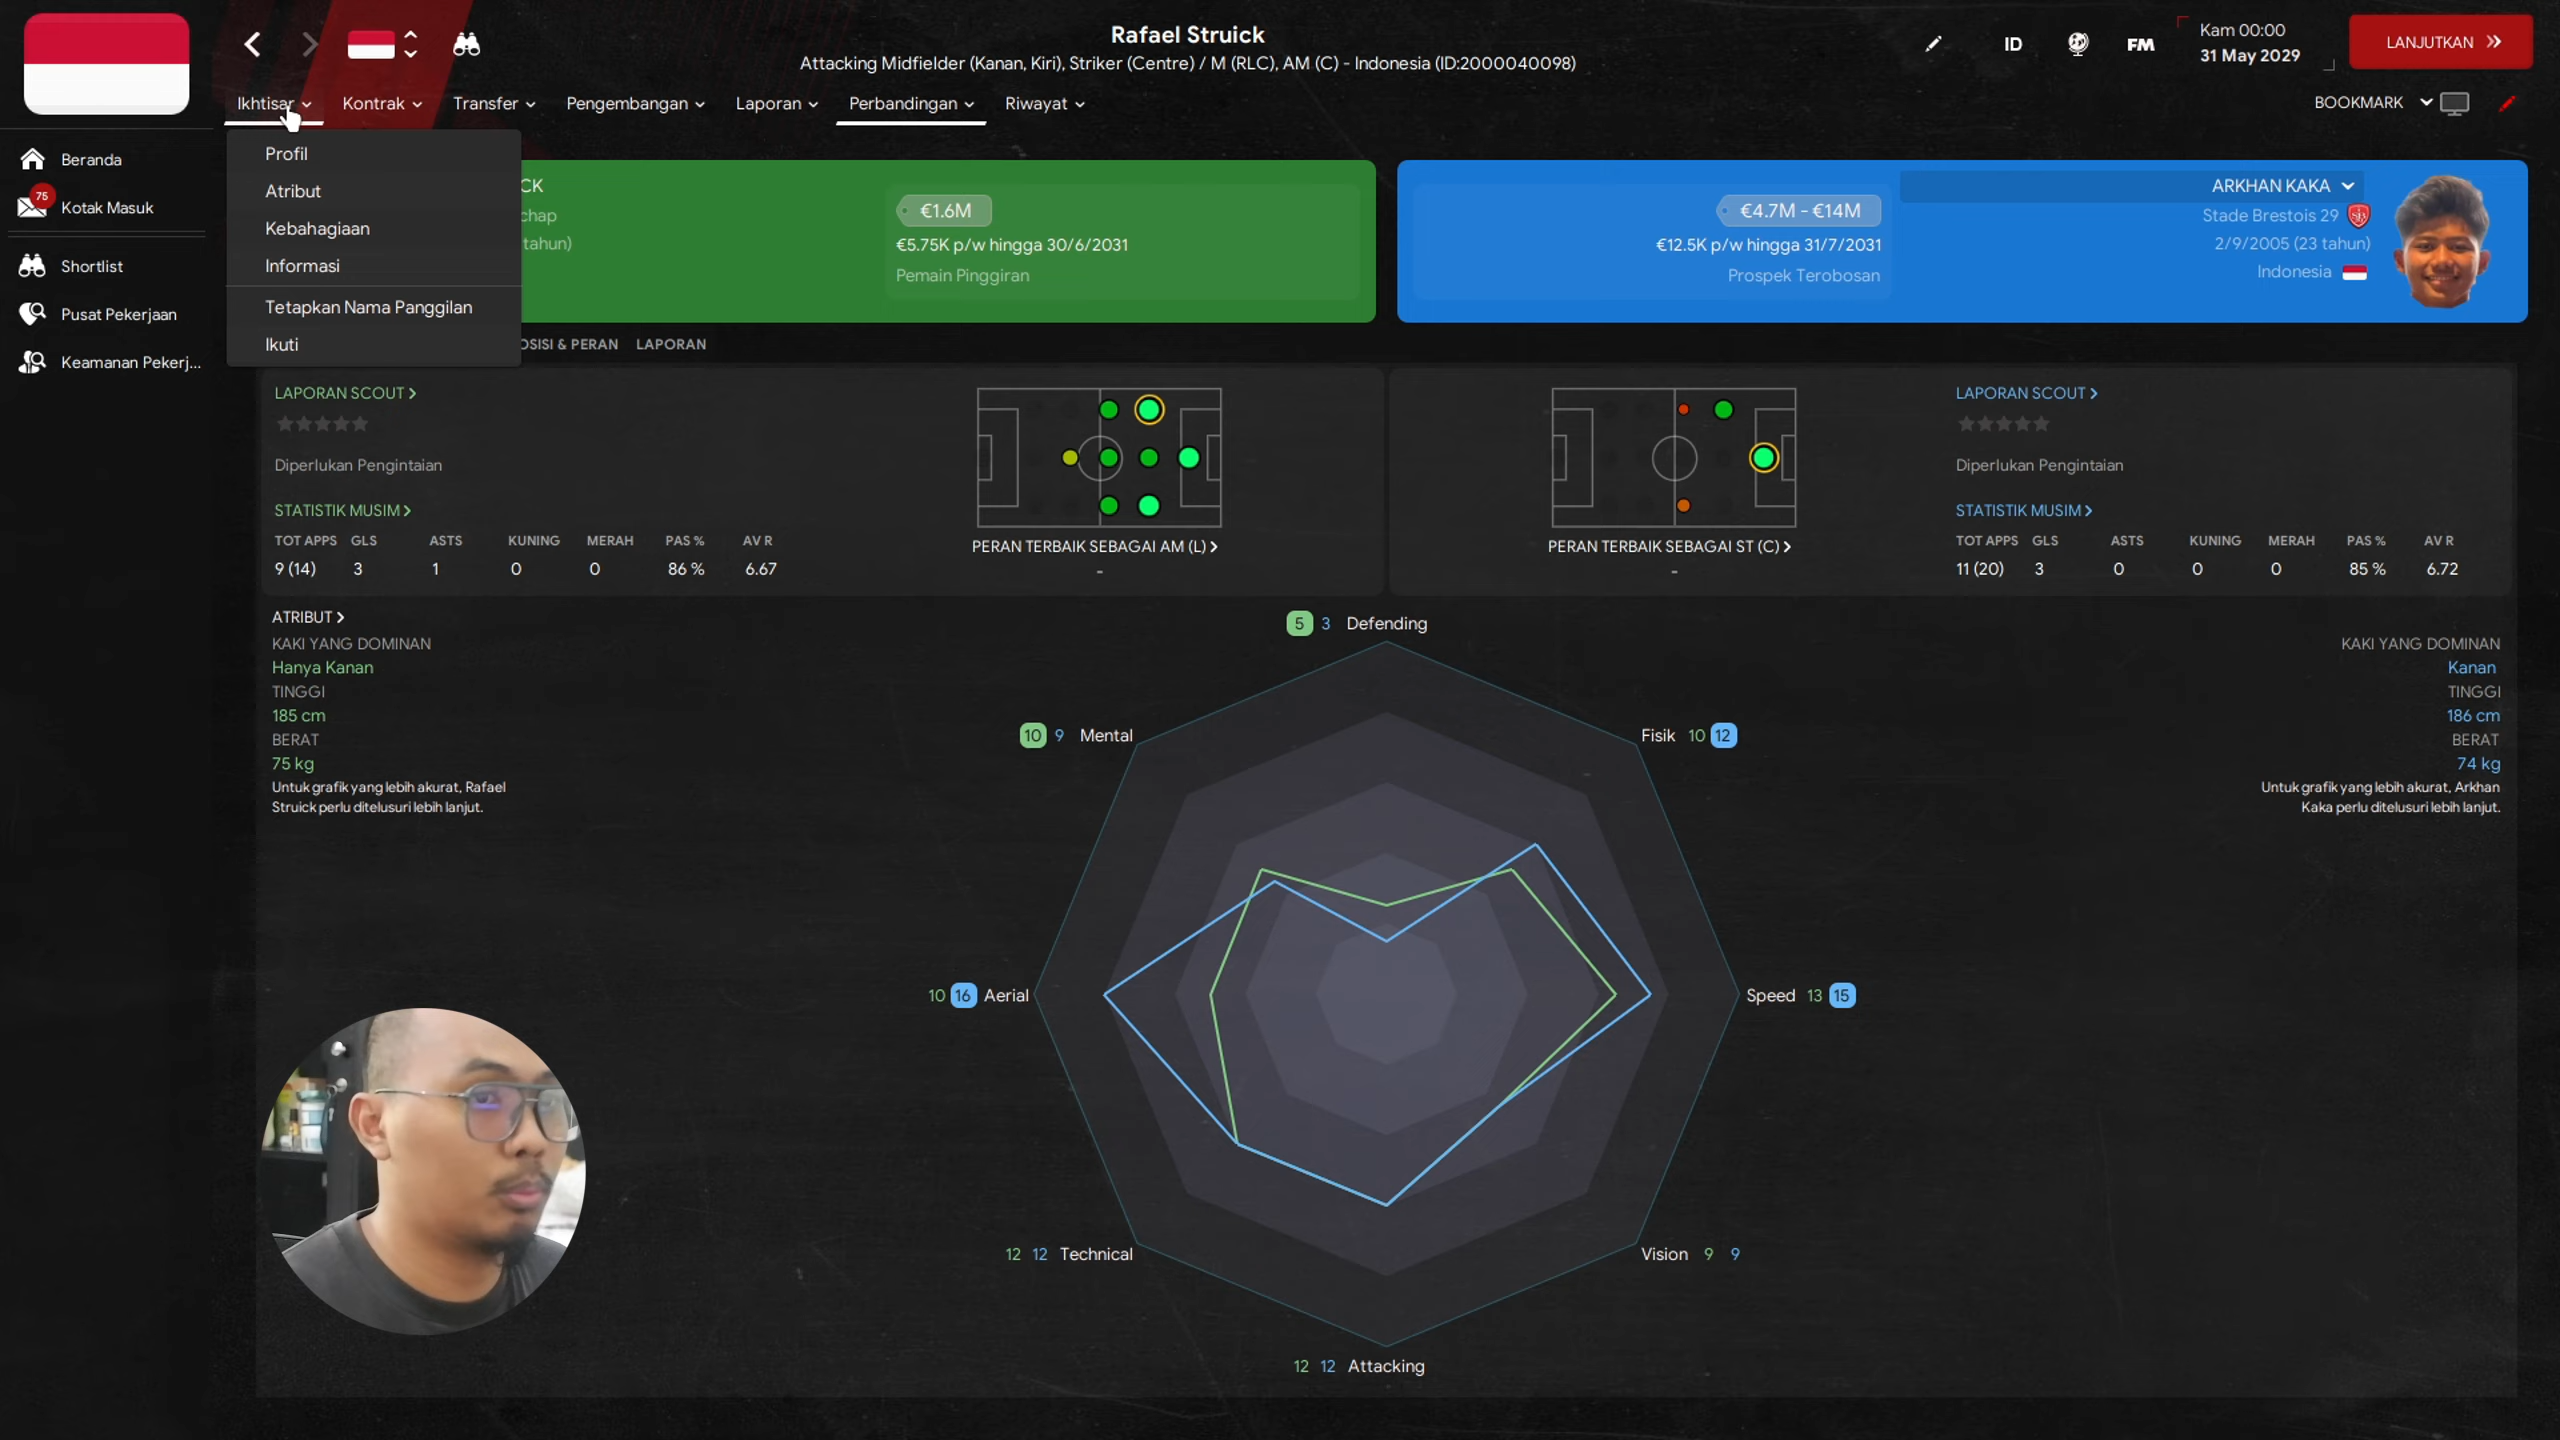 Rafael Struick
Attacking Midfielder (Kanan, Kiri), Striker (Centre) / M (RLC), AM (C) - Indonesia (ID:2000040098)
ID
FM
Kam 00:00
31 May 2029
LANJUTKAN
Ikhtisar
Kontrak
Transfer
Pengembangan
Laporan
Perbandingan
Riwayat
BOOKMARK
Beranda
75
Kotak Masuk
Shortlist
Pusat Pekerjaan
Keamanan Pekerj...
Profil
Atribut
Kebahagiaan
Informasi
Tetapkan Nama Panggilan
Ikuti
CK
chap
tahun)
€1.6M
€5.75K p/w hingga 30/6/2031
Pemain Pinggiran
€4.7M - €14M
€12.5K p/w hingga 31/7/2031
Prospek Terobosan
ARKHAN KAKA
Stade Brestois 29
2/9/2005 (23 tahun)
Indonesia
OSISI & PERAN LAPORAN
LAPORAN SCOUT
Diperlukan Pengintaian
STATISTIK MUSIM
TOT APPS GLS ASTS KUNING MERAH PAS % AV R
9 (14) 3 1 0 0 86 % 6.67
PERAN TERBAIK SEBAGAI AM (L)
-
PERAN TERBAIK SEBAGAI ST (C)
-
LAPORAN SCOUT
Diperlukan Pengintaian
STATISTIK MUSIM
TOT APPS GLS ASTS KUNING MERAH PAS % AV R
11 (20) 3 0 0 0 85 % 6.72
ATRIBUT
KAKI YANG DOMINAN
Hanya Kanan
TINGGI
185 cm
BERAT
75 kg
Untuk grafik yang lebih akurat, Rafael
Struick perlu ditelusuri lebih lanjut.
5 3 Defending
10 9 Mental
Fisik 10 12
10 16 Aerial
Speed 13 15
12 12 Technical
Vision 9 9
12 12 Attacking
KAKI YANG DOMINAN
Kanan
TINGGI
186 cm
BERAT
74 kg
Untuk grafik yang lebih akurat, Arkhan
Kaka perlu ditelusuri lebih lanjut.